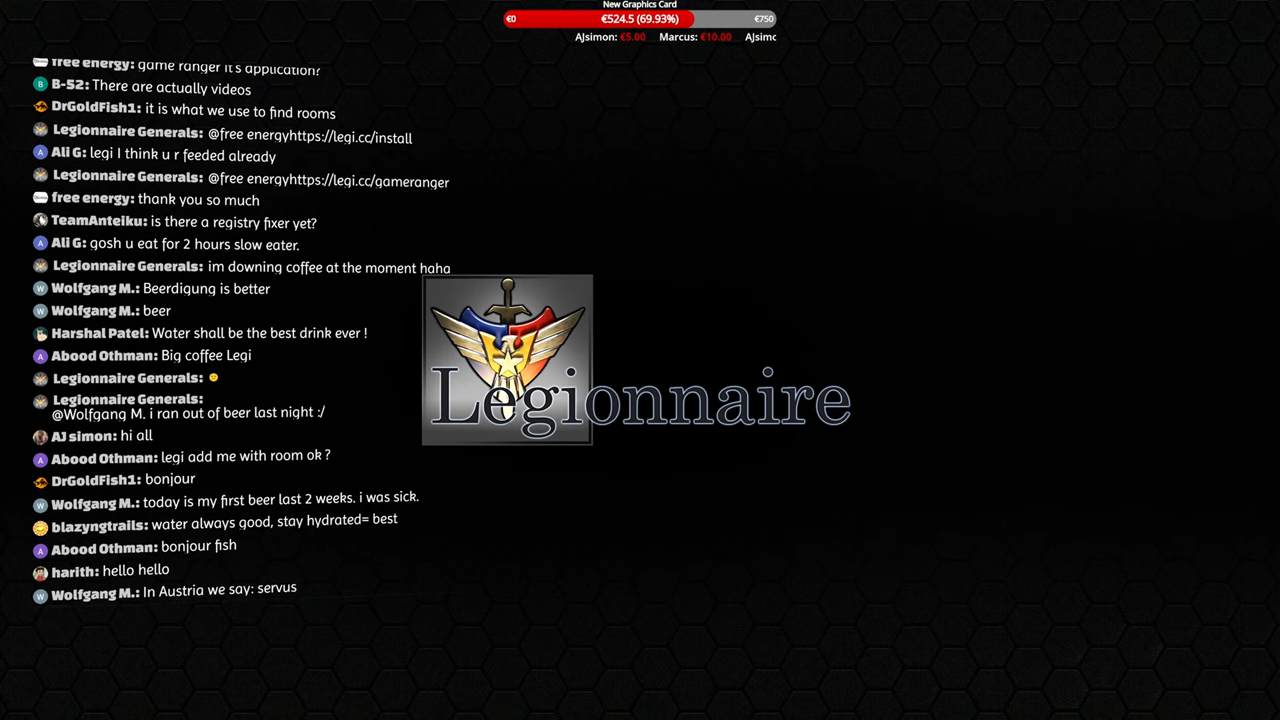 New Graphics Card
€0 €524.5 (69.93%) €750
AJsimon: €5.00 Marcus: €10.00 AJsimo
free energy: game ranger it's application?
B B-52: There are actually videos
DrGoldFish1: it is what we use to find rooms
Legionnaire Generals: @free energyhttps://legi.cc/install
A Ali G: legi I think u r feeded already
Legionnaire Generals: @free energyhttps://legi.cc/gameranger
free energy: thank you so much
TeamAnteiku: is there a registry fixer yet?
A Ali G: gosh u eat for 2 hours slow eater.
Legionnaire Generals: im downing coffee at the moment haha
W Wolfgang M.: Beerdigung is better
W Wolfgang M.: beer
Harshal Patel: Water shall be the best drink ever !
A Abood Othman: Big coffee Legi
Legionnaire Generals: 🙂
Legionnaire Generals:
@Wolfgang M. i ran out of beer last night :/
AJ simon: hi all
A Abood Othman: legi add me with room ok ?
DrGoldFish1: bonjour
W Wolfgang M.: today is my first beer last 2 weeks. i was sick.
blazyngtrails: water always good, stay hydrated= best
A Abood Othman: bonjour fish
harith: hello hello
W Wolfgang M.: In Austria we say: servus
Legionnaire